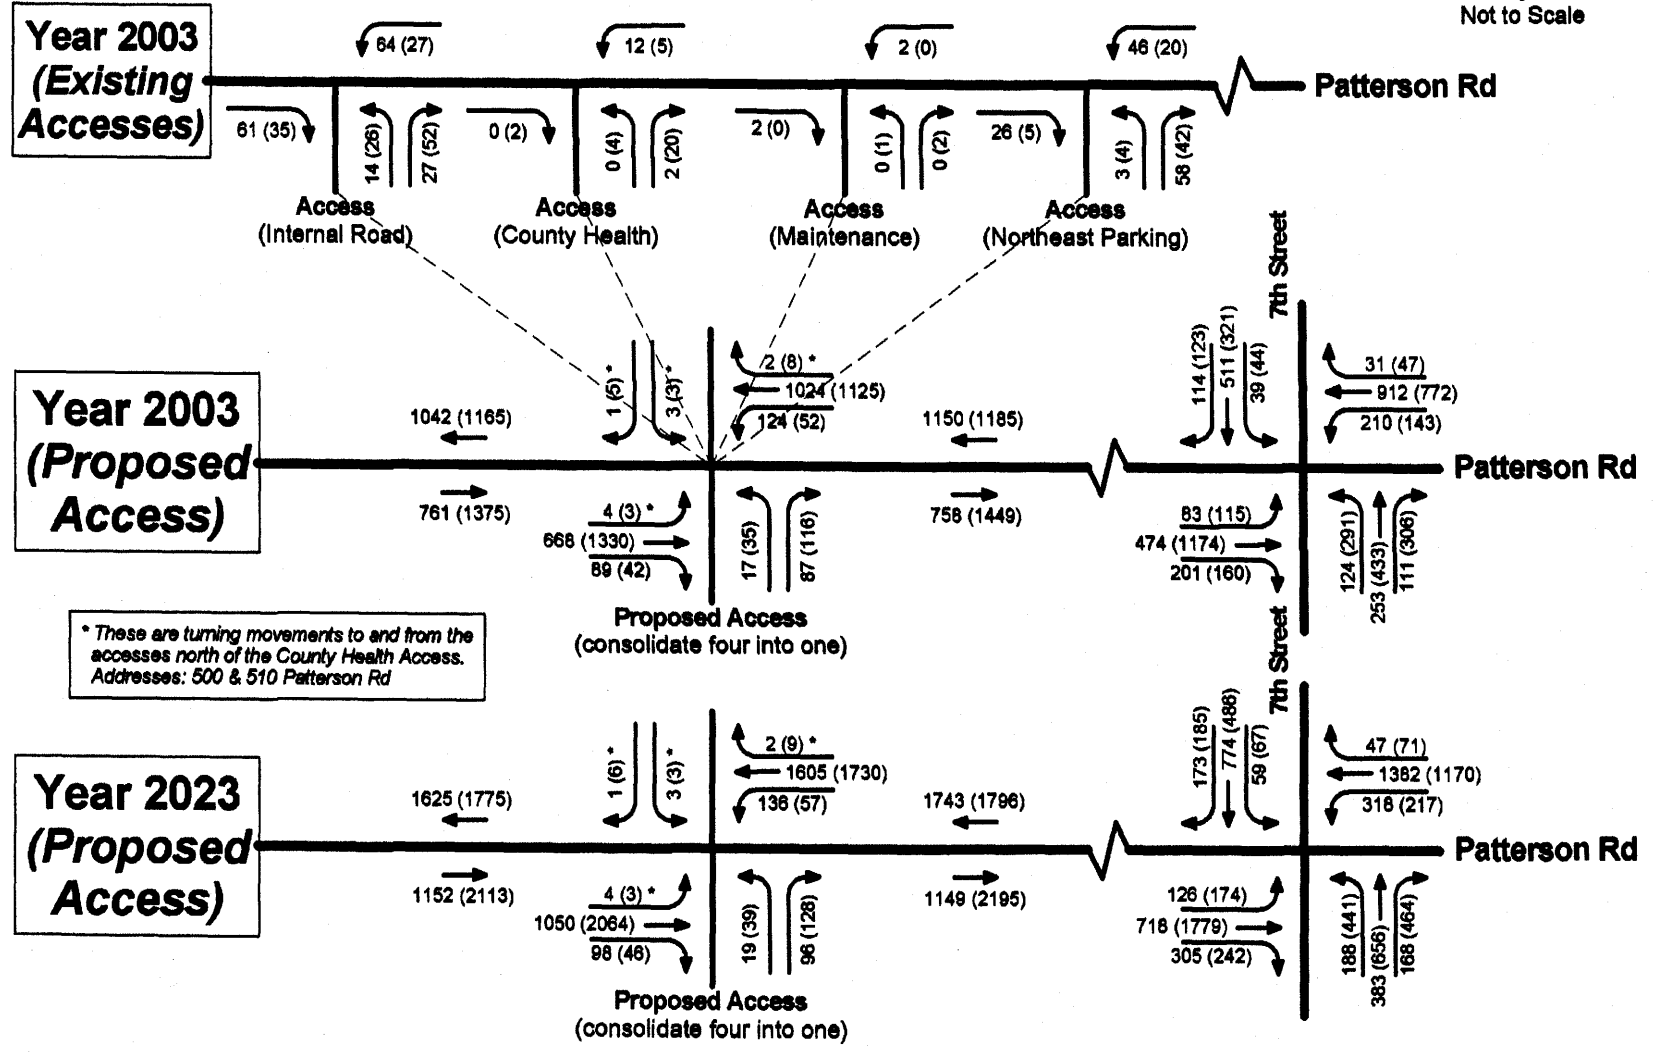 Not to Scale
Year 2003
(Existing
Accesses)
64 (27)
12 (5)
2 (0)
46 (20)
Patterson Rd
61 (35)
14 (26)
27 (52)
0 (2)
0 (4)
2 (20)
2 (0)
0 (1)
0 (2)
26 (5)
3 (4)
58 (42)
Access
(Internal Road)
Access
(County Health)
Access
(Maintenance)
Access
(Northeast Parking)
7th Street
Year 2003
(Proposed
Access)
1042 (1165)
761 (1375)
1 (5) *
3 (3) *
2 (8) *
1024 (1125)
124 (52)
4 (3) *
668 (1330)
89 (42)
17 (35)
87 (116)
1150 (1185)
758 (1449)
114 (123)
511 (321)
39 (44)
31 (47)
912 (772)
210 (143)
Patterson Rd
83 (115)
474 (1174)
201 (160)
124 (291)
253 (433)
111 (306)
Proposed Access
(consolidate four into one)
* These are turning movements to and from the
accesses north of the County Health Access.
Addresses: 500 & 510 Patterson Rd
7th Street
Year 2023
(Proposed
Access)
1625 (1775)
1152 (2113)
1 (6) *
3 (3) *
2 (9) *
1605 (1730)
136 (57)
4 (3) *
1050 (2064)
98 (46)
19 (39)
96 (128)
1743 (1796)
1149 (2195)
173 (185)
774 (486)
59 (67)
47 (71)
1382 (1170)
318 (217)
Patterson Rd
126 (174)
718 (1779)
305 (242)
188 (441)
383 (656)
168 (464)
Proposed Access
(consolidate four into one)